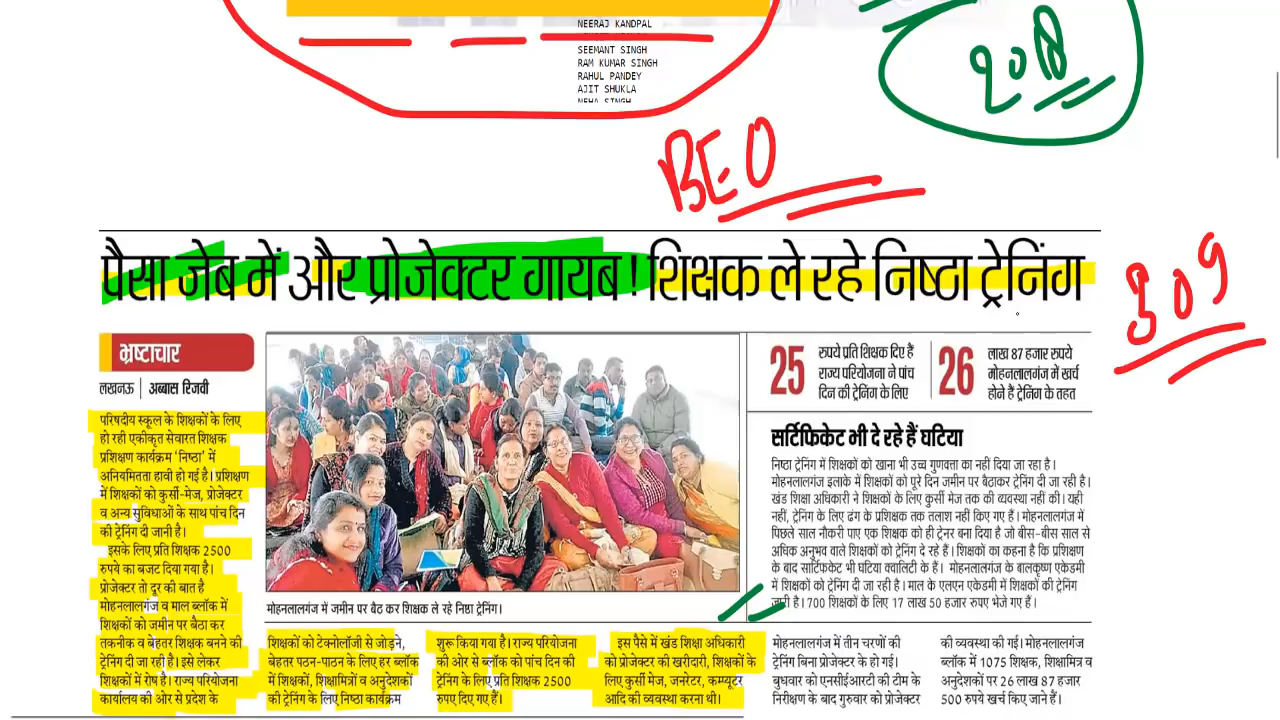 NEERAJ KANDPAL
SEEMANT SINGH
RAM KUMAR SINGH
RAHUL PANDEY
AJIT SHUKLA
NEHA SINGH
BEO
309
पैसा जेब में और प्रोजेक्टर गायब! शिक्षक ले रहे निष्ठा ट्रेनिंग
भ्रष्टाचार
लखनऊ | अब्बास रिजवी
परिषदीय स्कूल के शिक्षकों के लिए
हो रही एकीकृत सेवारत शिक्षक
प्रशिक्षण कार्यक्रम 'निष्ठा' में
अनियमितता हावी हो गई है। प्रशिक्षण
में शिक्षकों को कुर्सी-मेज, प्रोजेक्टर
व अन्य सुविधाओं के साथ पांच दिन
की ट्रेनिंग दी जानी है।
इसके लिए प्रति शिक्षक 2500
रुपये का बजट दिया गया है।
प्रोजेक्टर तो दूर की बात है
मोहनलालगंज व माल ब्लॉक में
शिक्षकों को जमीन पर बैठा कर
तकनीक व बेहतर शिक्षक बनने की
ट्रेनिंग दी जा रही है। इसे लेकर
शिक्षकों में रोष है। राज्य परियोजना
कार्यालय की ओर से प्रदेश के
मोहनलालगंज में जमीन पर बैठ कर शिक्षक ले रहे निष्ठा ट्रेनिंग।
शिक्षकों को टेक्नोलॉजी से जोड़ने,
बेहतर पठन-पाठन के लिए हर ब्लॉक
में शिक्षकों, शिक्षामित्रों व अनुदेशकों
की ट्रेनिंग के लिए निष्ठा कार्यक्रम
शुरू किया गया है। राज्य परियोजना
की ओर से ब्लॉक को पांच दिन की
ट्रेनिंग के लिए प्रति शिक्षक 2500
रुपए दिए गए हैं।
इस पैसे में खंड शिक्षा अधिकारी
को प्रोजेक्टर की खरीदारी, शिक्षकों के
लिए कुर्सी मेज, जनरेटर, कम्प्यूटर
आदि की व्यवस्था करना थी।
मोहनलालगंज में तीन चरणों की
ट्रेनिंग बिना प्रोजेक्टर के हो गई।
बुधवार को एनसीईआरटी की टीम के
निरीक्षण के बाद गुरुवार को प्रोजेक्टर
की व्यवस्था की गई। मोहनलालगंज
ब्लॉक में 1075 शिक्षक, शिक्षामित्र व
अनुदेशकों पर 26 लाख 87 हजार
500 रुपये खर्च किए जाने हैं।
25 रुपये प्रति शिक्षक दिए हैं
राज्य परियोजना ने पांच
दिन की ट्रेनिंग के लिए
26 लाख 87 हजार रुपये
मोहनलालगंज में खर्च
होने हैं ट्रेनिंग के तहत
सर्टिफिकेट भी दे रहे हैं घटिया
निष्ठा ट्रेनिंग में शिक्षकों को खाना भी उच्च गुणवत्ता का नहीं दिया जा रहा है।
मोहनलालगंज इलाके में शिक्षकों को पूरे दिन जमीन पर बैठाकर ट्रेनिंग दी जा रही है।
खंड शिक्षा अधिकारी ने शिक्षकों के लिए कुर्सी मेज तक की व्यवस्था नहीं की। यही
नहीं, ट्रेनिंग के लिए ढंग के प्रशिक्षक तक तलाश नहीं किए गए हैं। मोहनलालगंज में
पिछले साल नौकरी पाए एक शिक्षक को ही ट्रेनर बना दिया है जो बीस-बीस साल से
अधिक अनुभव वाले शिक्षकों को ट्रेनिंग दे रहे हैं। शिक्षकों का कहना है कि प्रशिक्षण
के बाद सार्टिफकेट भी घटिया क्वालिटी के हैं। मोहनलालगंज के बालकृष्ण एकेडमी
में शिक्षकों को ट्रेनिंग दी जा रही है। माल के एलएन एकेडमी में शिक्षकों की ट्रेनिंग
जारी है। 700 शिक्षकों के लिए 17 लाख 50 हजार रुपए भेजे गए हैं।